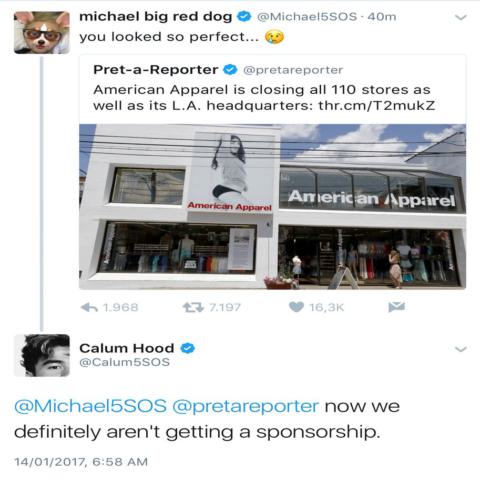 michael big red dog @Michael5SOS · 40m
you looked so perfect... 😢
Pret-a-Reporter @pretareporter
American Apparel is closing all 110 stores as
well as its L.A. headquarters: thr.cm/T2mukZ
American Apparel
American Apparel
1.968 7.197 16,3K
Calum Hood
@Calum5SOS
@Michael5SOS @pretareporter now we
definitely aren't getting a sponsorship.
14/01/2017, 6:58 AM